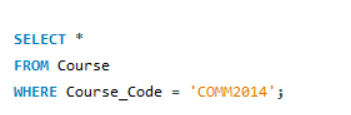 SELECT *
FROM Course
WHERE Course_Code = 'COMM2014';